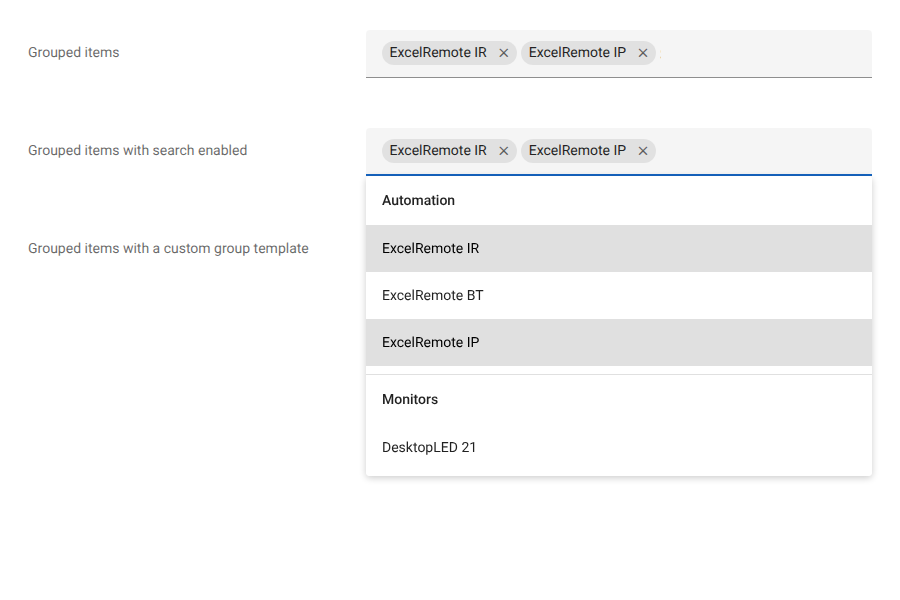 Grouped items
ExcelRemote IR ExcelRemote IP
Grouped items with search enabled
ExcelRemote IR ExcelRemote IP
Automation
Grouped items with a custom group template
ExcelRemote IR
ExcelRemote BT
ExcelRemote IP
Monitors
DesktopLED 21